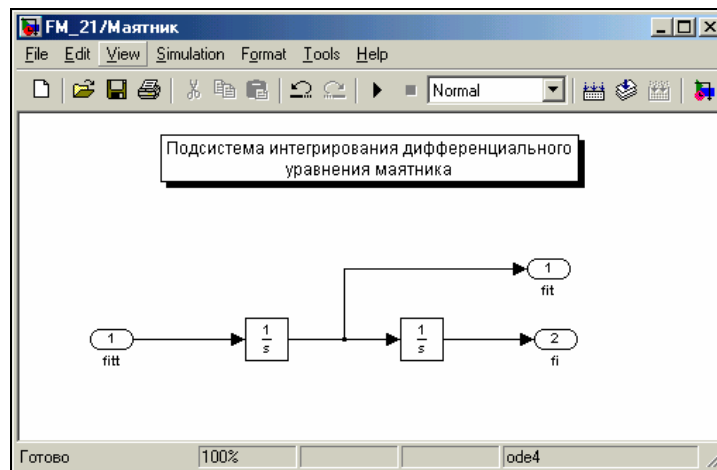 FM_21/Маятник
File Edit View Simulation Format Tools Help
Normal
Подсистема интегрирования дифференциального
уравнения маятника
1
fit
1
fitt
1
s
1
s
2
fi
Готово 100% ode4